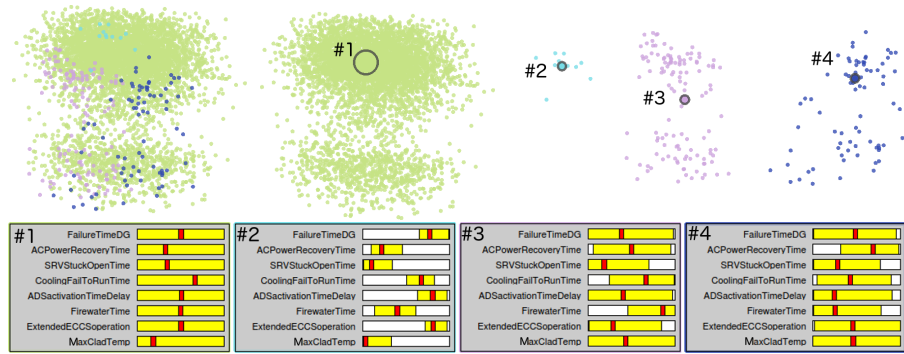 #1
#2
#3
#4
#1
FailureTimeDG
ACPowerRecoveryTime
SRVStuckOpenTime
CoolingFailToRunTime
ADSactivationTimeDelay
FirewaterTime
ExtendedECCSoperation
MaxCladTemp
#2
FailureTimeDG
ACPowerRecoveryTime
SRVStuckOpenTime
CoolingFailToRunTime
ADSactivationTimeDelay
FirewaterTime
ExtendedECCSoperation
MaxCladTemp
#3
FailureTimeDG
ACPowerRecoveryTime
SRVStuckOpenTime
CoolingFailToRunTime
ADSactivationTimeDelay
FirewaterTime
ExtendedECCSoperation
MaxCladTemp
#4
FailureTimeDG
ACPowerRecoveryTime
SRVStuckOpenTime
CoolingFailToRunTime
ADSactivationTimeDelay
FirewaterTime
ExtendedECCSoperation
MaxCladTemp